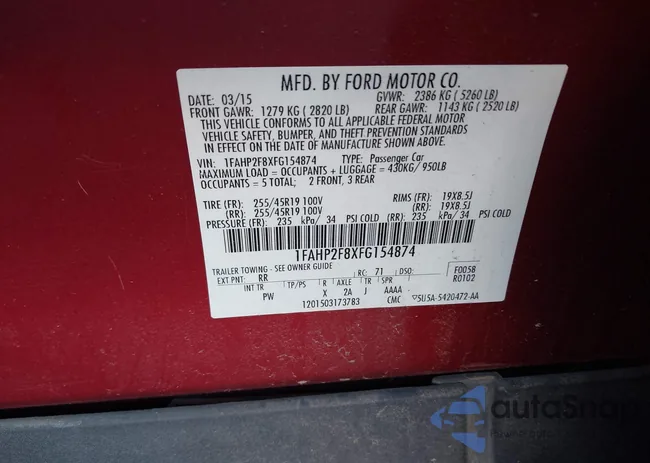 MFD. BY FORD MOTOR CO.
DATE: 03/15 GVWR: 2386 KG (5260 LB)
FRONT GAWR: 1279 KG (2820 LB) REAR GAWR: 1143 KG (2520 LB)
THIS VEHICLE CONFORMS TO ALL APPLICABLE FEDERAL MOTOR
VEHICLE SAFETY, BUMPER, AND THEFT PREVENTION STANDARDS
IN EFFECT ON THE DATE OF MANUFACTURE SHOWN ABOVE.
VIN: 1FAHP2F8XFG154874 TYPE: Passenger Car
MAXIMUM LOAD = OCCUPANTS + LUGGAGE = 430KG/ 950LB
OCCUPANTS = 5 TOTAL; 2 FRONT, 3 REAR
TIRE (FR): 255/45R19 100V RIMS (FR): 19X8.5J
(RR): 255/45R19 100V (RR): 19X8.5J
PRESSURE (FR): 235 kPa/ 34 PSI COLD (RR): 235 kPa/ 34 PSI COLD
1FAHP2F8XFG154874
TRAILER TOWING - SEE OWNER GUIDE
EXT PNT: RR RC: 71 DSO: F0058
INT TR TP/PS R AXLE TR SPR R0102
PW X 2A J AAAA
1201503173783 CMC 5U5A-5420472-AA
autoSnap